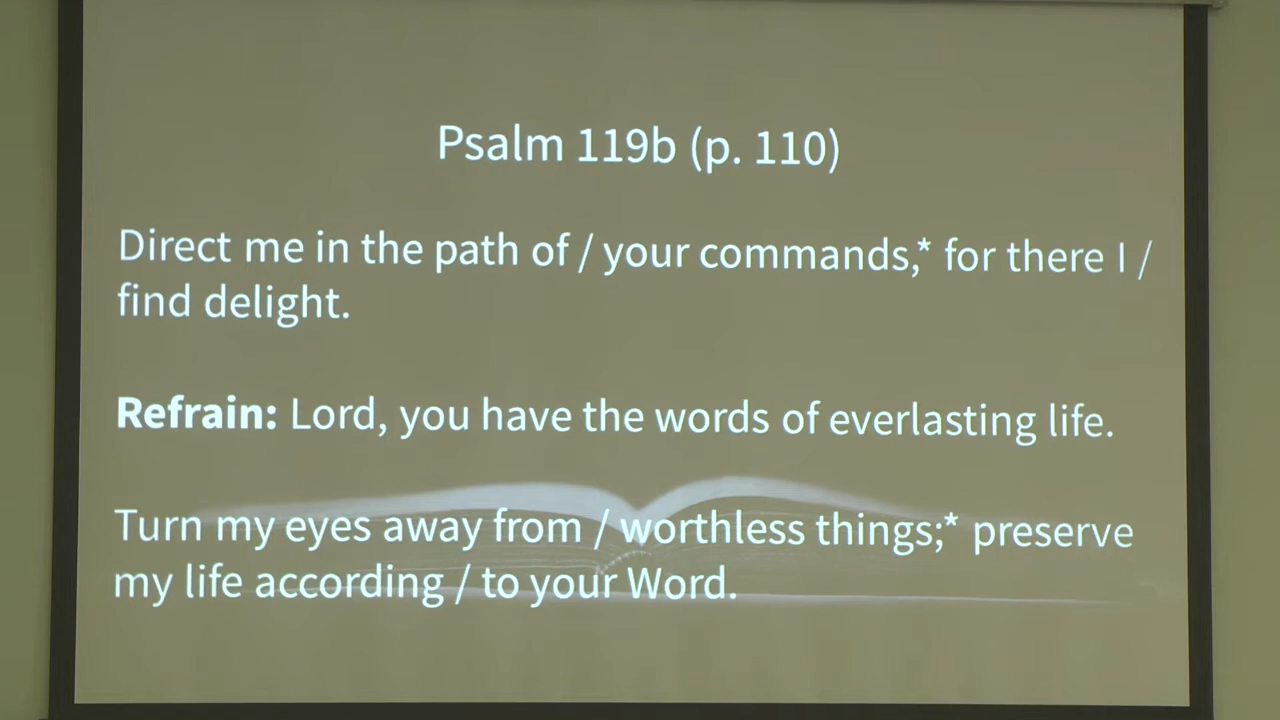 Psalm 119b (p. 110)
Direct me in the path of / your commands,* for there I /
find delight.
Refrain: Lord, you have the words of everlasting life.
Turn my eyes away from / worthless things;* preserve
my life according / to your Word.